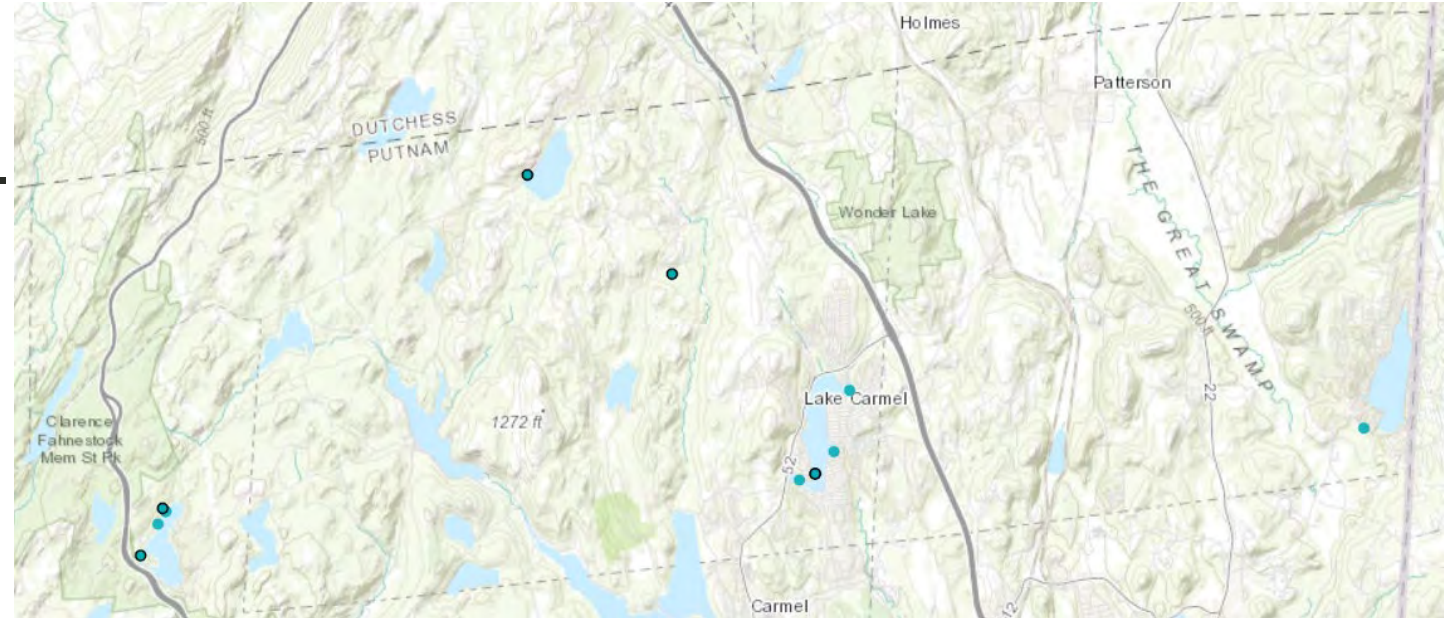 Holmes
Patterson
500 ft
DUTCHESS
PUTNAM
THE GREAT SWAMP
Wonder Lake
500 ft
22
Lake Carmel
1272 ft
Clarence
Fahnestock
Mem St Pk
52
Carmel
12